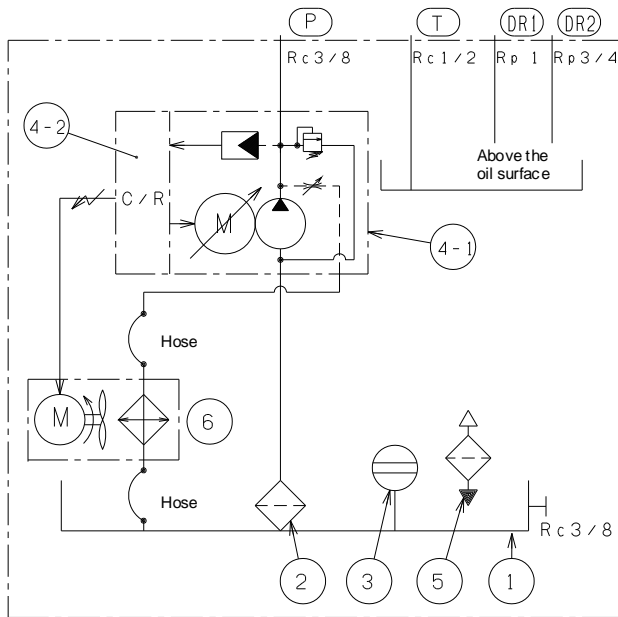 P T DR1 DR2
Rc3/8 Rc1/2 Rp 1 Rp3/4
4-2
Above the
oil surface
C/R
M
4-1
Hose
M
6
Hose
Rc3/8
2 3 5 1